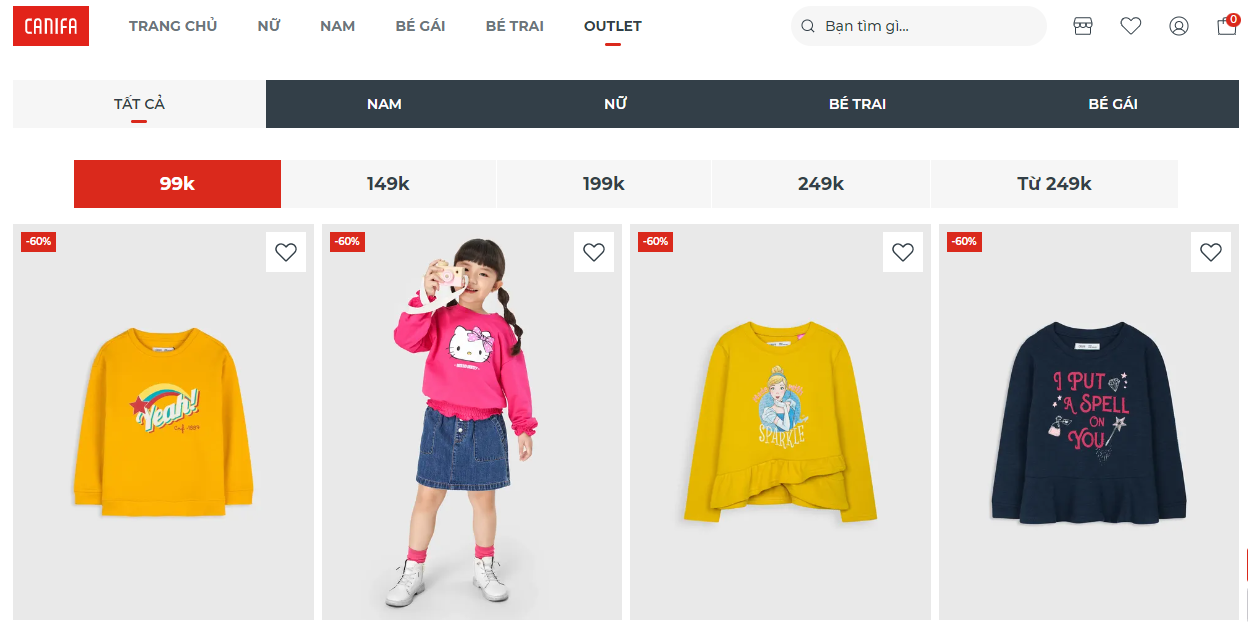 CANIFA
TRANG CHỦ NỮ NAM BÉ GÁI BÉ TRAI OUTLET
Bạn tìm gì...
0
TẤT CẢ NAM NỮ BÉ TRAI BÉ GÁI
99k 149k 199k 249k Từ 249k
-60% -60% -60% -60%
Yeah!
SPARKLE
I PUT
A SPELL
ON
YOU